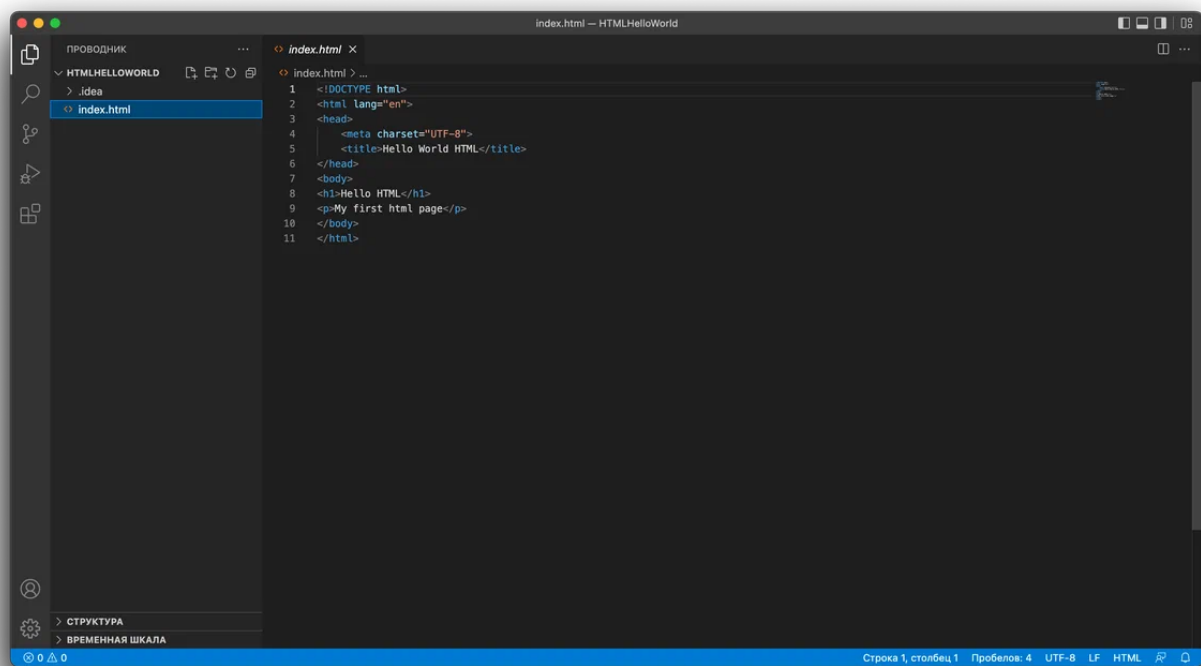 index.html — HTMLHelloWorld
ПРОВОДНИК
HTMLHELLOWORLD
.idea
index.html
index.html
index.html > ...
1 <!DOCTYPE html>
2 <html lang="en">
3 <head>
4 <meta charset="UTF-8">
5 <title>Hello World HTML</title>
6 </head>
7 <body>
8 <h1>Hello HTML</h1>
9 <p>My first html page</p>
10 </body>
11 </html>
СТРУКТУРА
ВРЕМЕННАЯ ШКАЛА
0 0
Строка 1, столбец 1 Пробелов: 4 UTF-8 LF HTML